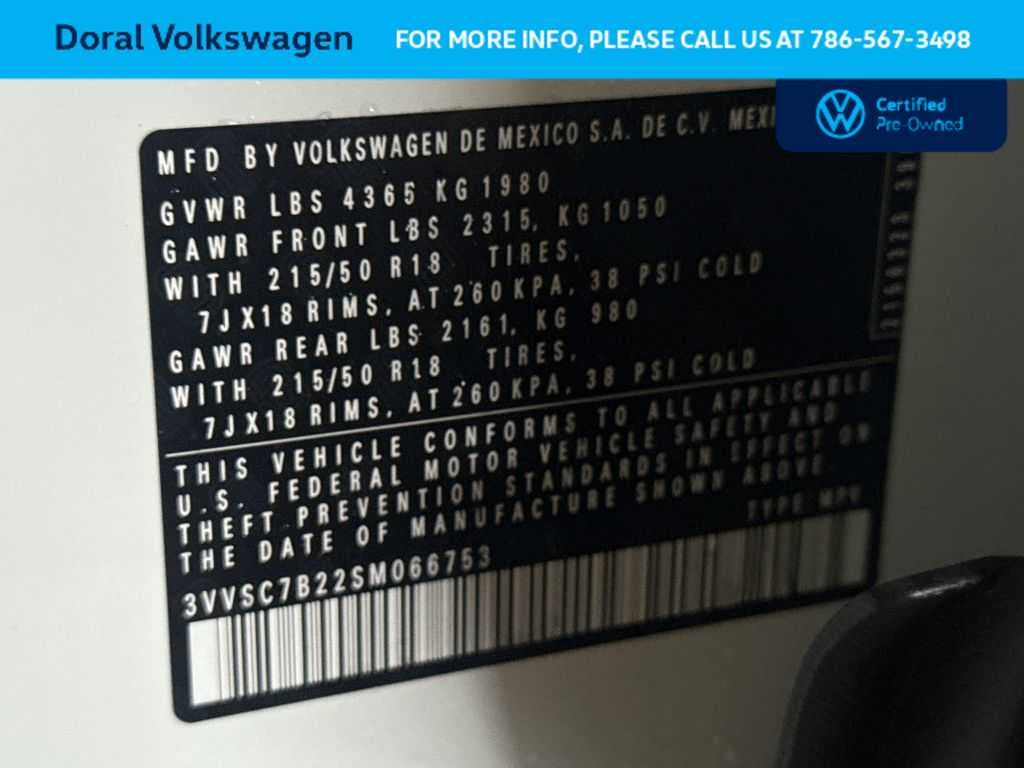 Doral Volkswagen
FOR MORE INFO, PLEASE CALL US AT 786-567-3498
Certified
Pre-Owned
MFD BY VOLKSWAGEN DE MEXICO S.A. DE C.V. MEXI
GVWR LBS 4365 KG 1980
GAWR FRONT LBS 2315, KG 1050
WITH 215/50 R18 TIRES,
7JX18 RIMS, AT 260 KPA, 38 PSI COLD
GAWR REAR LBS 2161, KG 980
WITH 215/50 R18 TIRES,
7JX18 RIMS, AT 260 KPA, 38 PSI COLD
THIS VEHICLE CONFORMS TO ALL APPLICABLE
U.S. FEDERAL MOTOR VEHICLE SAFETY AND
THEFT PREVENTION STANDARDS IN EFFECT ON
THE DATE OF MANUFACTURE SHOWN ABOVE.
TYPE MPV
3VVSC7B22SM066753